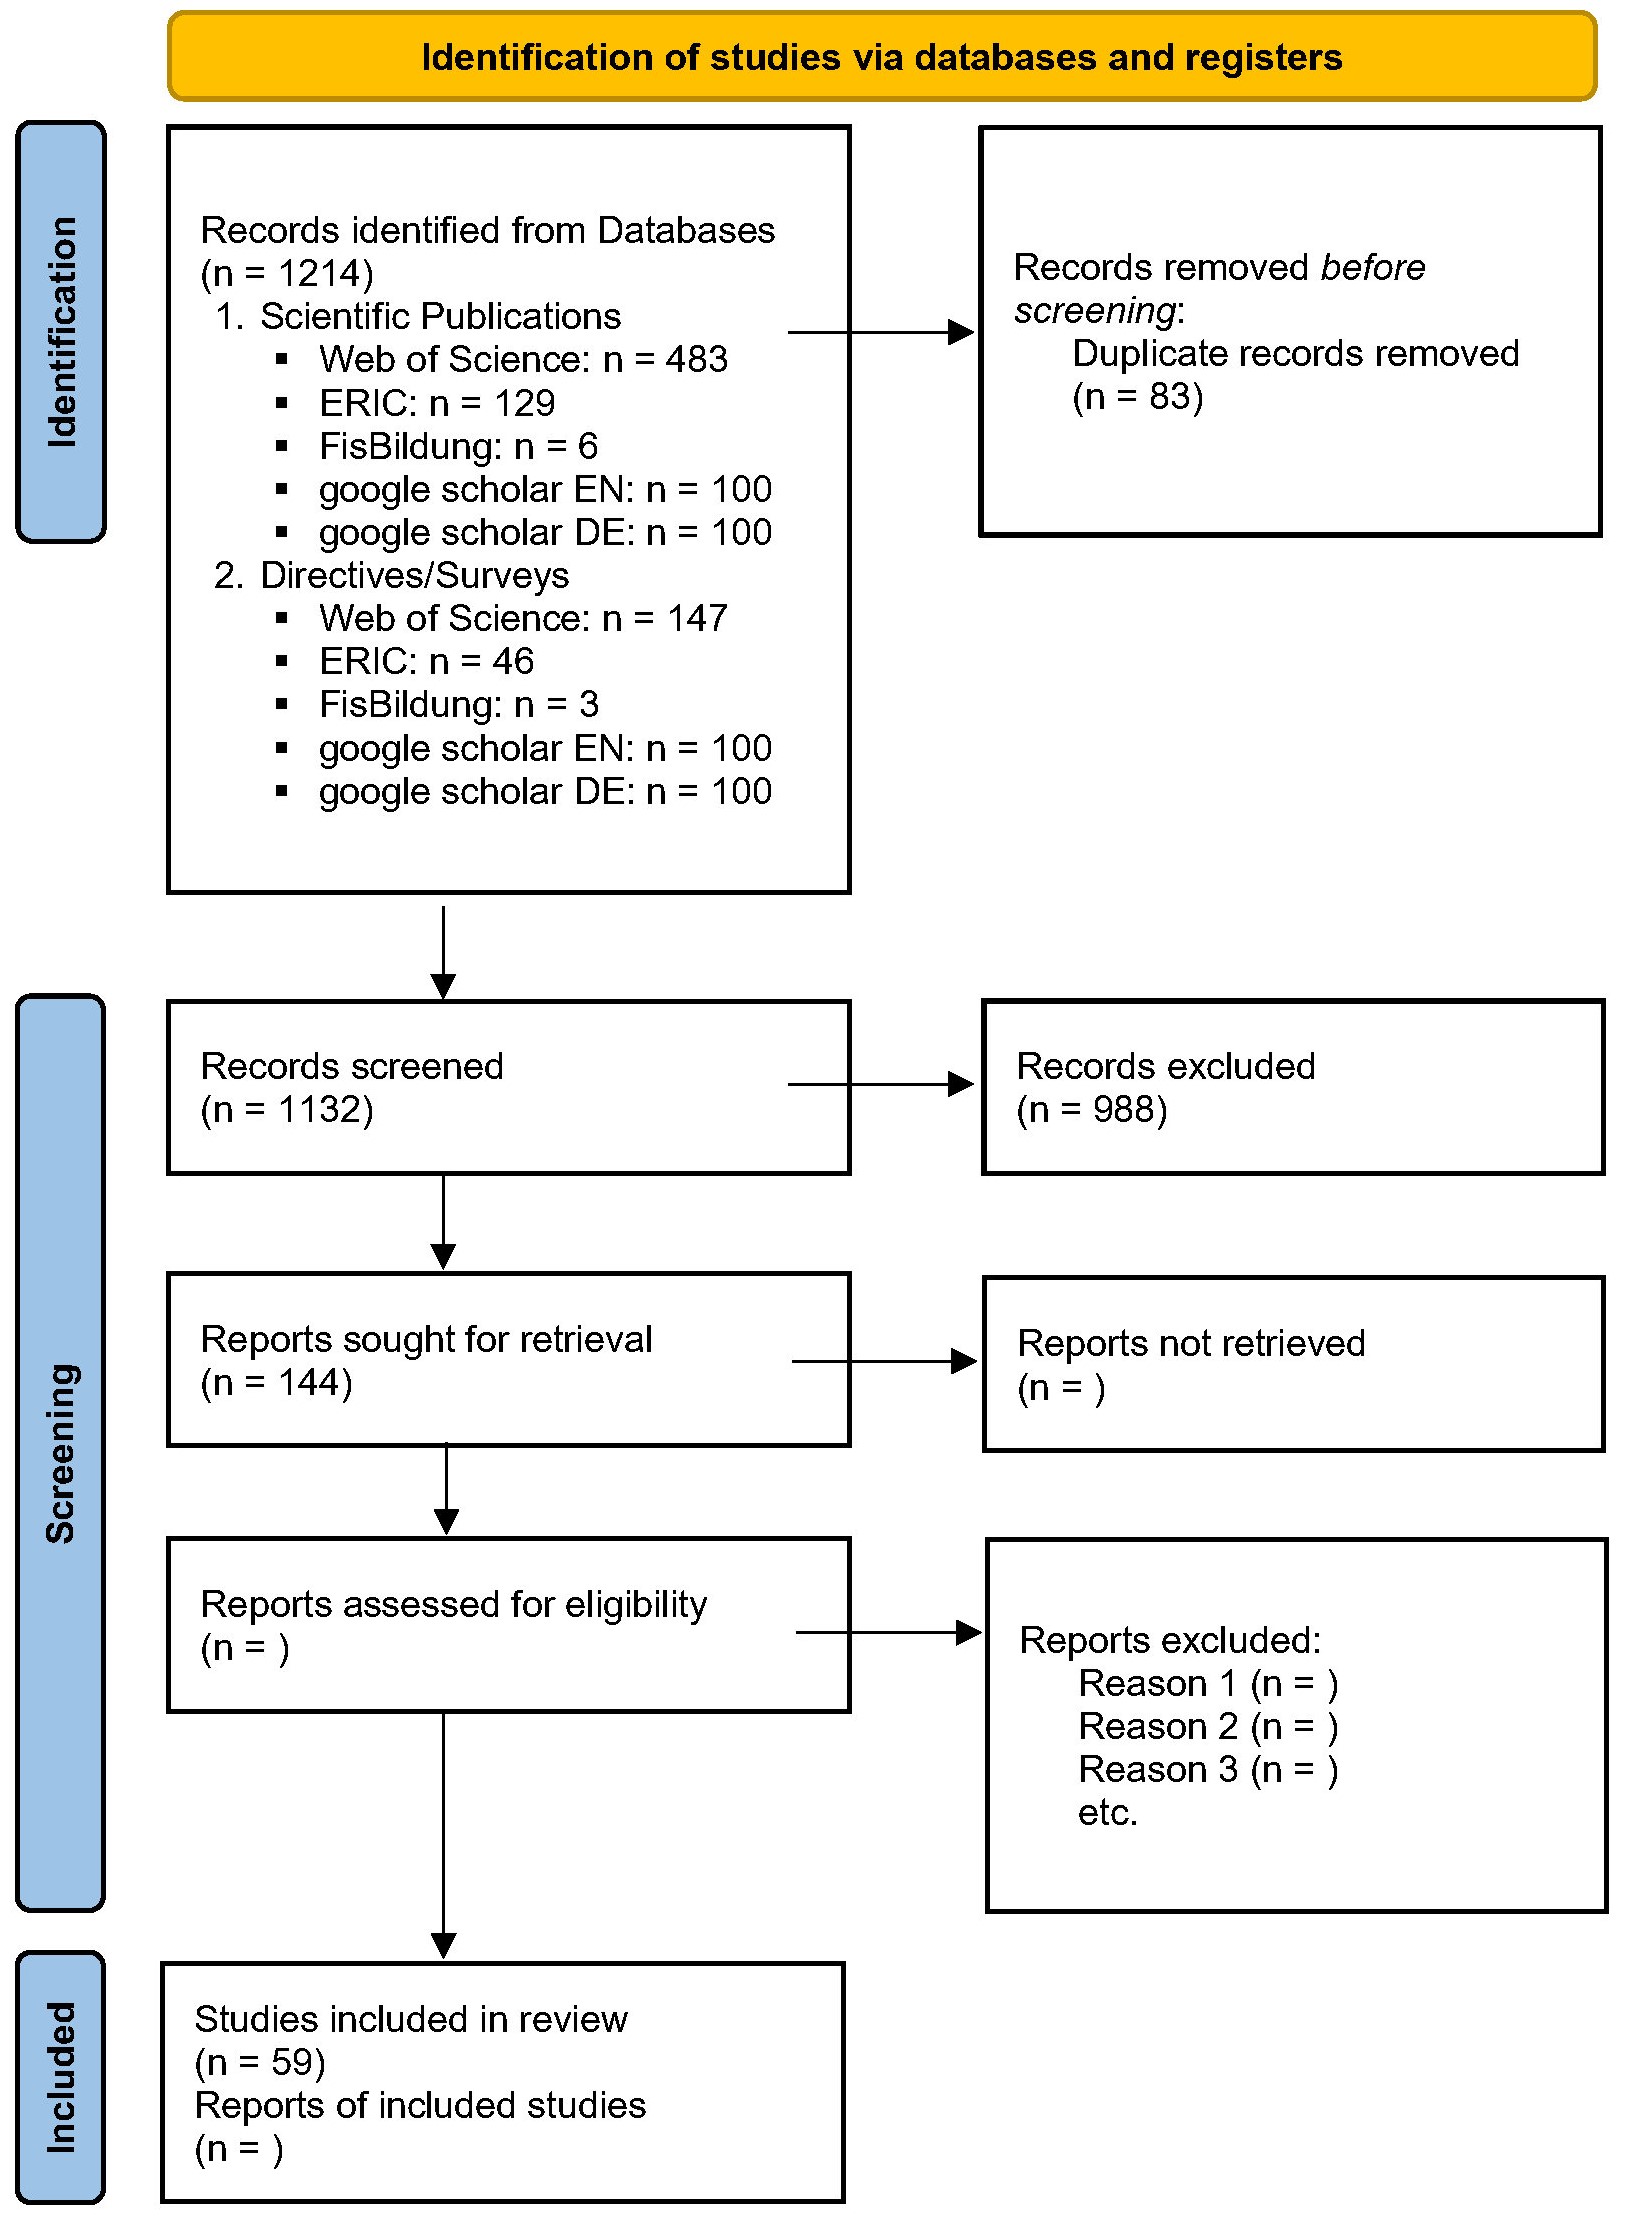 Identification of studies via databases and registers
Identification
Records identified from Databases
(n = 1214)
1. Scientific Publications
▪ Web of Science: n = 483
▪ ERIC: n = 129
▪ FisBildung: n = 6
▪ google scholar EN: n = 100
▪ google scholar DE: n = 100
2. Directives/Surveys
▪ Web of Science: n = 147
▪ ERIC: n = 46
▪ FisBildung: n = 3
▪ google scholar EN: n = 100
▪ google scholar DE: n = 100
Records removed before
screening:
Duplicate records removed
(n = 83)
Screening
Records screened
(n = 1132)
Records excluded
(n = 988)
Reports sought for retrieval
(n = 144)
Reports not retrieved
(n = )
Reports assessed for eligibility
(n = )
Reports excluded:
Reason 1 (n = )
Reason 2 (n = )
Reason 3 (n = )
etc.
Included
Studies included in review
(n = 59)
Reports of included studies
(n = )